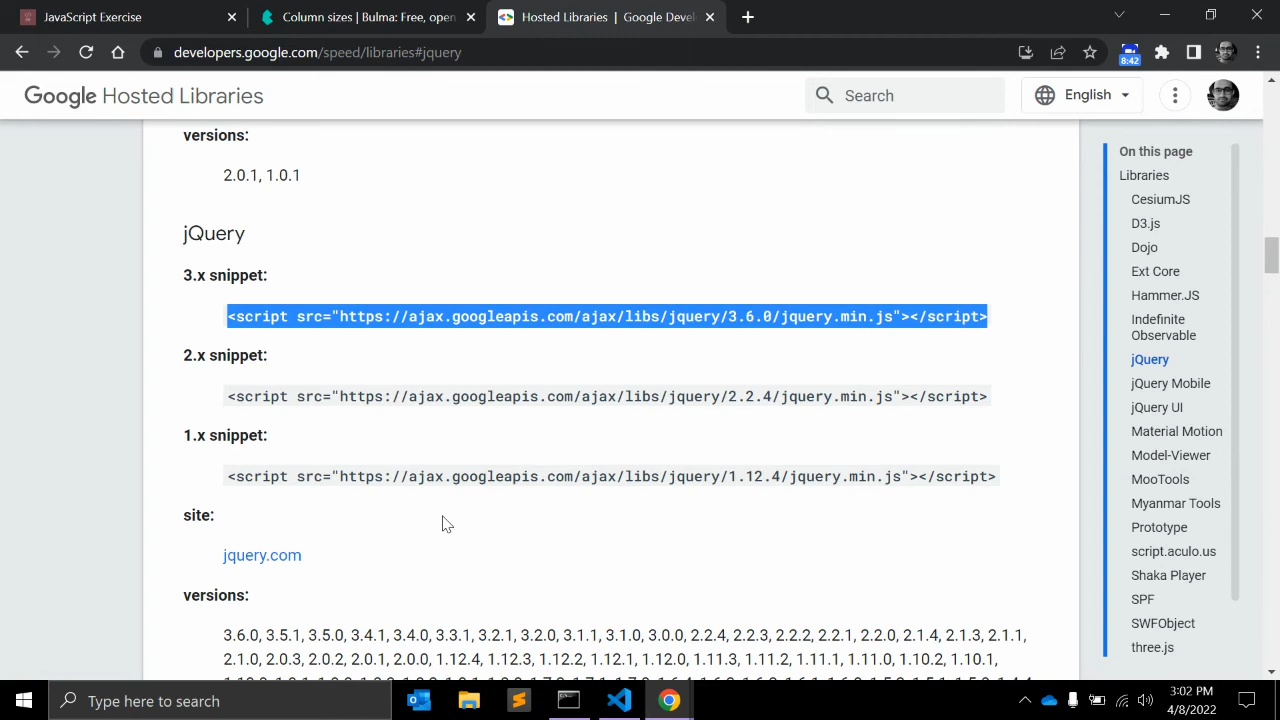 JavaScript Exercise
Column sizes | Bulma: Free, open
Hosted Libraries | Google Devel
developers.google.com/speed/libraries#jquery
8:42
Google Hosted Libraries
Search
English
versions:
2.0.1, 1.0.1
jQuery
3.x snippet:
<script src="https://ajax.googleapis.com/ajax/libs/jquery/3.6.0/jquery.min.js"></script>
2.x snippet:
<script src="https://ajax.googleapis.com/ajax/libs/jquery/2.2.4/jquery.min.js"></script>
1.x snippet:
<script src="https://ajax.googleapis.com/ajax/libs/jquery/1.12.4/jquery.min.js"></script>
site:
jquery.com
versions:
3.6.0, 3.5.1, 3.5.0, 3.4.1, 3.4.0, 3.3.1, 3.2.1, 3.2.0, 3.1.1, 3.1.0, 3.0.0, 2.2.4, 2.2.3, 2.2.2, 2.2.1, 2.2.0, 2.1.4, 2.1.3, 2.1.1,
2.1.0, 2.0.3, 2.0.2, 2.0.1, 2.0.0, 1.12.4, 1.12.3, 1.12.2, 1.12.1, 1.12.0, 1.11.3, 1.11.2, 1.11.1, 1.11.0, 1.10.2, 1.10.1,
On this page
Libraries
CesiumJS
D3.js
Dojo
Ext Core
Hammer.JS
Indefinite
Observable
jQuery
jQuery Mobile
jQuery UI
Material Motion
Model-Viewer
MooTools
Myanmar Tools
Prototype
script.aculo.us
Shaka Player
SPF
SWFObject
three.js
Type here to search
3:02 PM
4/8/2022